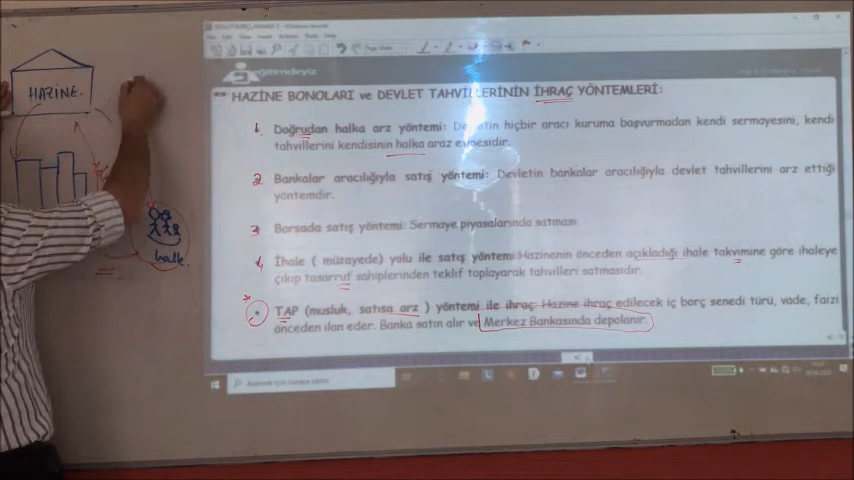 HAZİNE.
halk.
eğitimdeyiz
** HAZİNE BONOLARI ve DEVLET TAHVİLLERİNİN İHRAÇ YÖNTEMLERİ:
1. Doğrudan halka arz yöntemi: Devletin hiçbir aracı kuruma başvurmadan kendi sermayesini, kendi
tahvillerini kendisinin halka araz etmesidir.
2 Bankalar aracılığıyla satış yöntemi: Devletin bankalar aracılığıyla devlet tahvillerini arz ettiği
yöntemdir.
3 Borsada satış yöntemi: Sermaye piyasalarında satması
4, İhale ( müzayede) yolu ile satış yöntemi:Hazinenin önceden açıkladığı ihale takvimine göre ihaleye
çıkıp tasarruf sahiplerinden teklif toplayarak tahvilleri satmasıdır.
* TAP (musluk, satısa arz ) yöntemi ile ihraç Hazine ihraç edilecek iç borç senedi türü, vade, faizi
önceden ilan eder. Banka satın alır ve Merkez Bankasında depolanır.